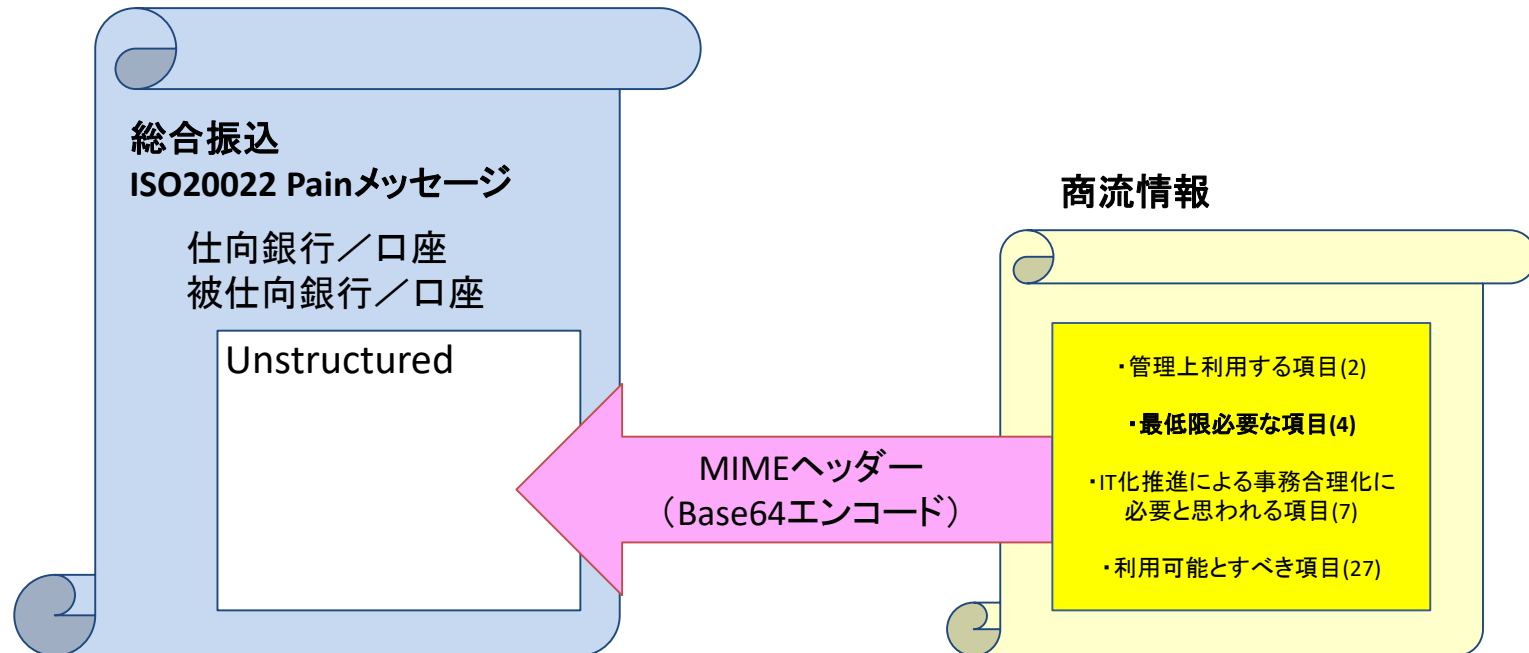 総合振込
ISO20022 Painメッセージ
仕向銀行／口座
被仕向銀行／口座
Unstructured
MIMEヘッダー
（Base64エンコード）
商流情報
・管理上利用する項目(2)
・最低限必要な項目(4)
・IT化推進による事務合理化に
必要と思われる項目(7)
・利用可能とすべき項目(27)